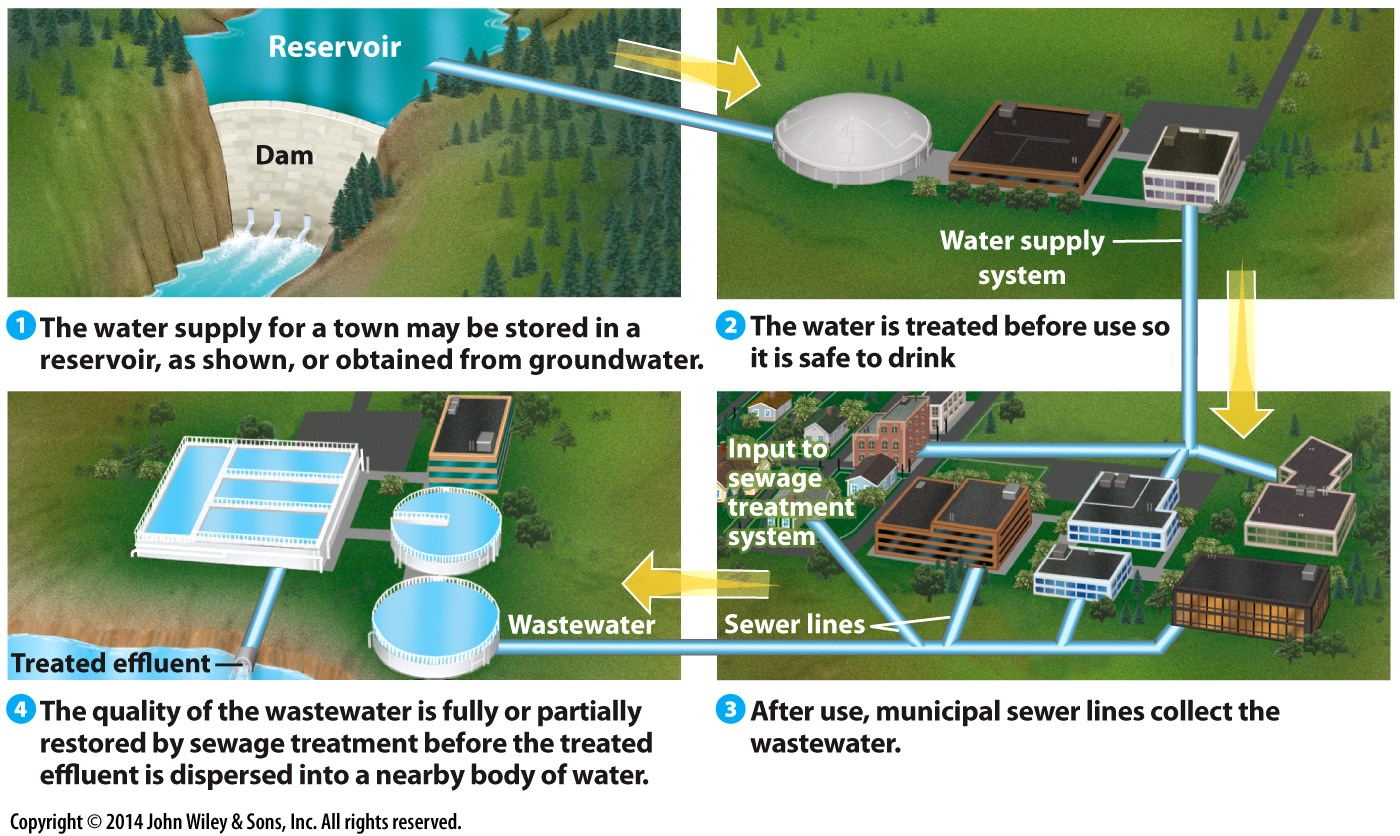 Reservoir
Dam
1 The water supply for a town may be stored in a
reservoir, as shown, or obtained from groundwater.
Water supply
system
2 The water is treated before use so
it is safe to drink
Input to
sewage
treatment
system
Sewer lines
3 After use, municipal sewer lines collect the
wastewater.
Wastewater
Treated effluent
4 The quality of the wastewater is fully or partially
restored by sewage treatment before the treated
effluent is dispersed into a nearby body of water.
Copyright © 2014 John Wiley & Sons, Inc. All rights reserved.